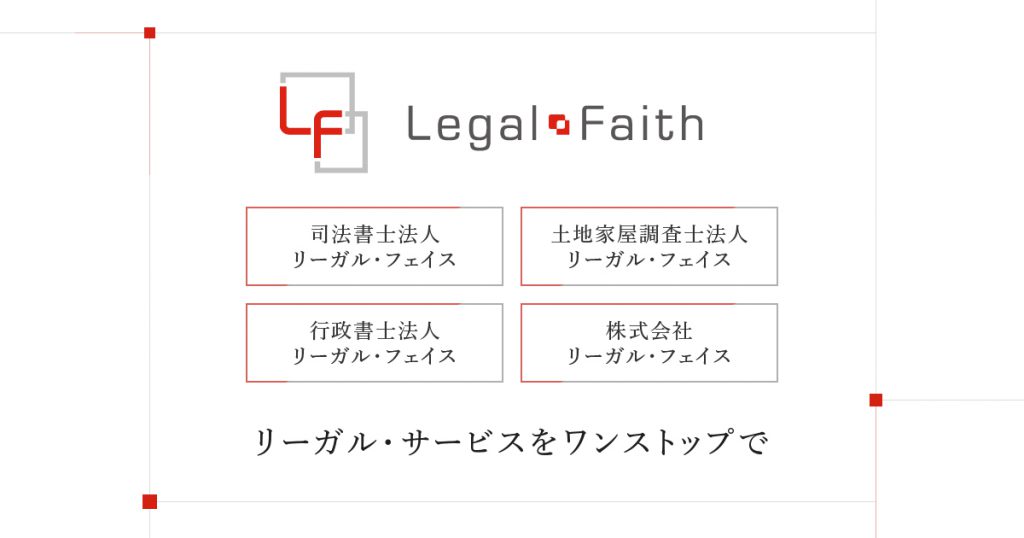 LF
Legal Faith
司法書士法人
リーガル・フェイス
土地家屋調査士法人
リーガル・フェイス
行政書士法人
リーガル・フェイス
株式会社
リーガル・フェイス
リーガル・サービスをワンストップで